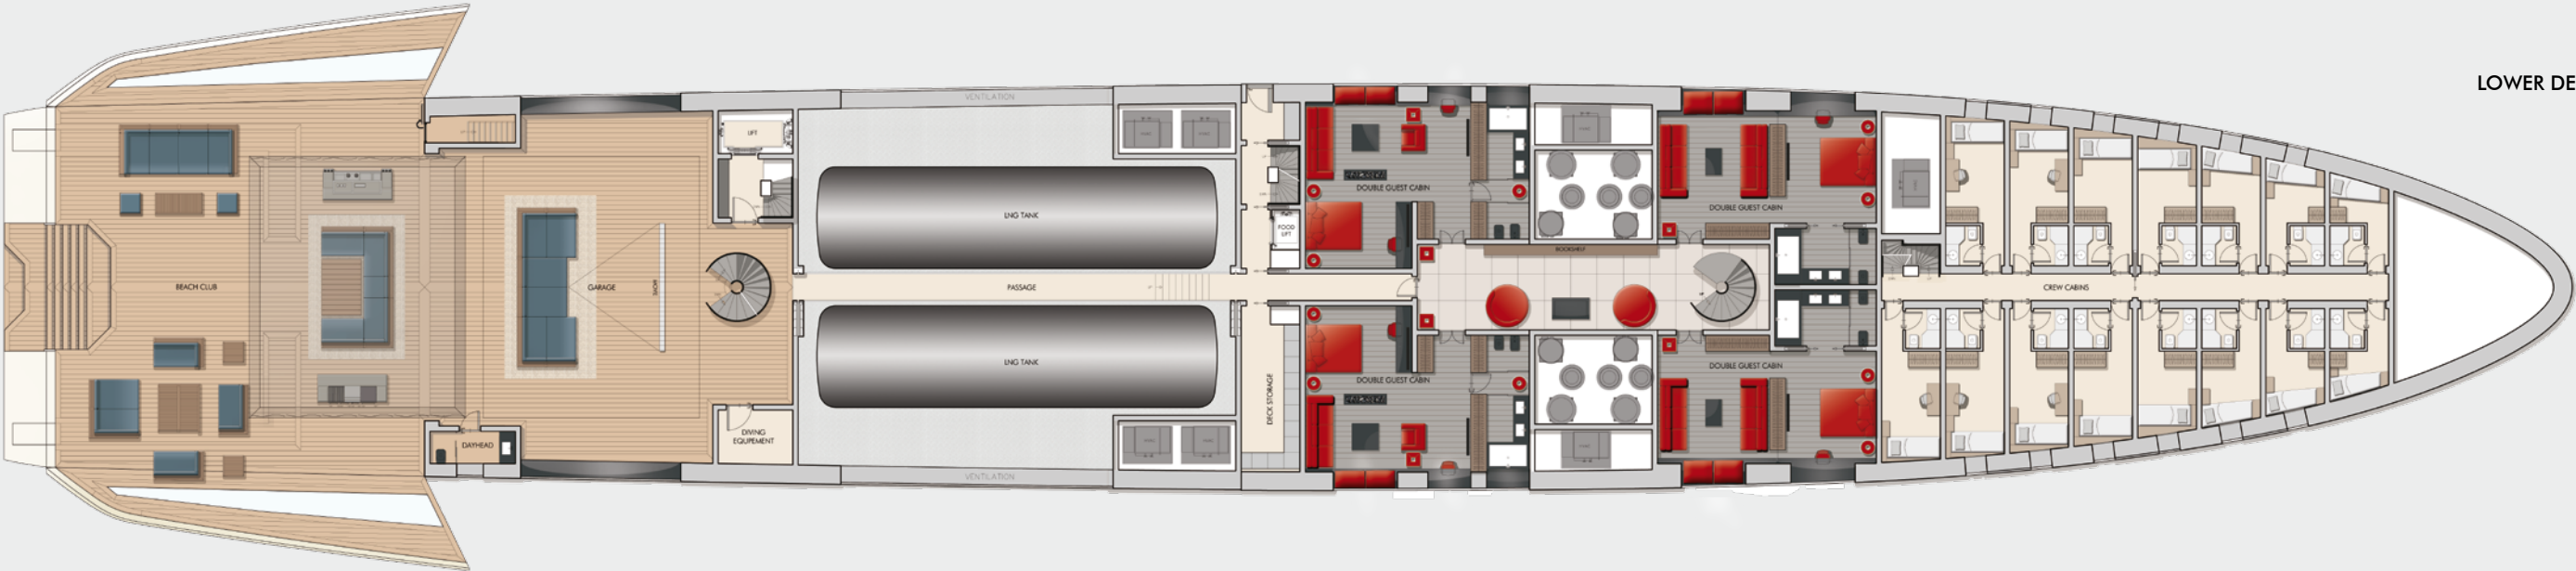 LOWER DE
VENTILATION
LIFT
DOUBLE GUEST CABIN
DOUBLE GUEST CABIN
LNG TANK
FOOD
LIFT
BOOKSHELF
BEACH CLUB
GARAGE
PASSAGE
CREW CABINS
LNG TANK
DOUBLE GUEST CABIN
DOUBLE GUEST CABIN
DECK STORAGE
DIVING
EQUIPEMENT
DAYHEAD
VENTILATION